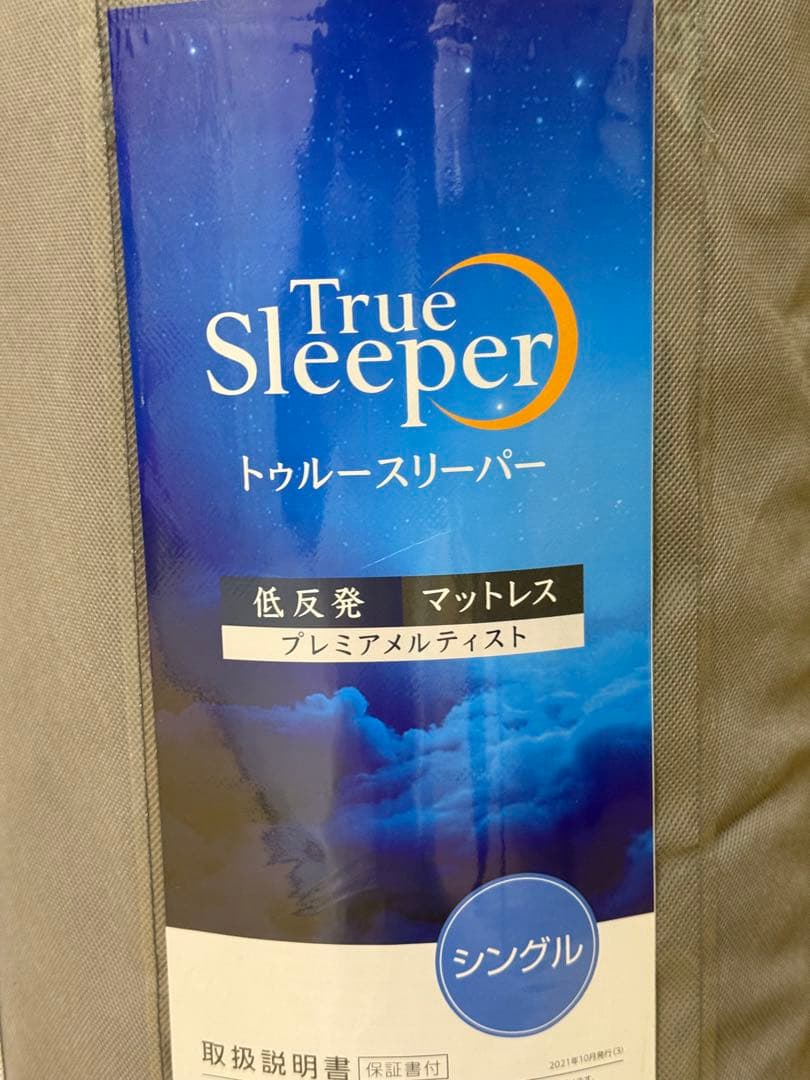 True
Sleeper
トゥルースリーパー
低反発 マットレス
プレミアメルティスト
シングル
取扱説明書 保証書付
2021年10月発行(3)